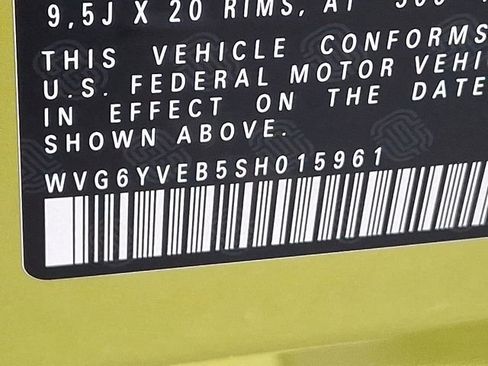 9,5J X 20 RIMS, AT
THIS VEHICLE CONFORMS
U.S. FEDERAL MOTOR VEHI
IN EFFECT ON THE DATE
SHOWN ABOVE.
WVG6YVEB5SH015961